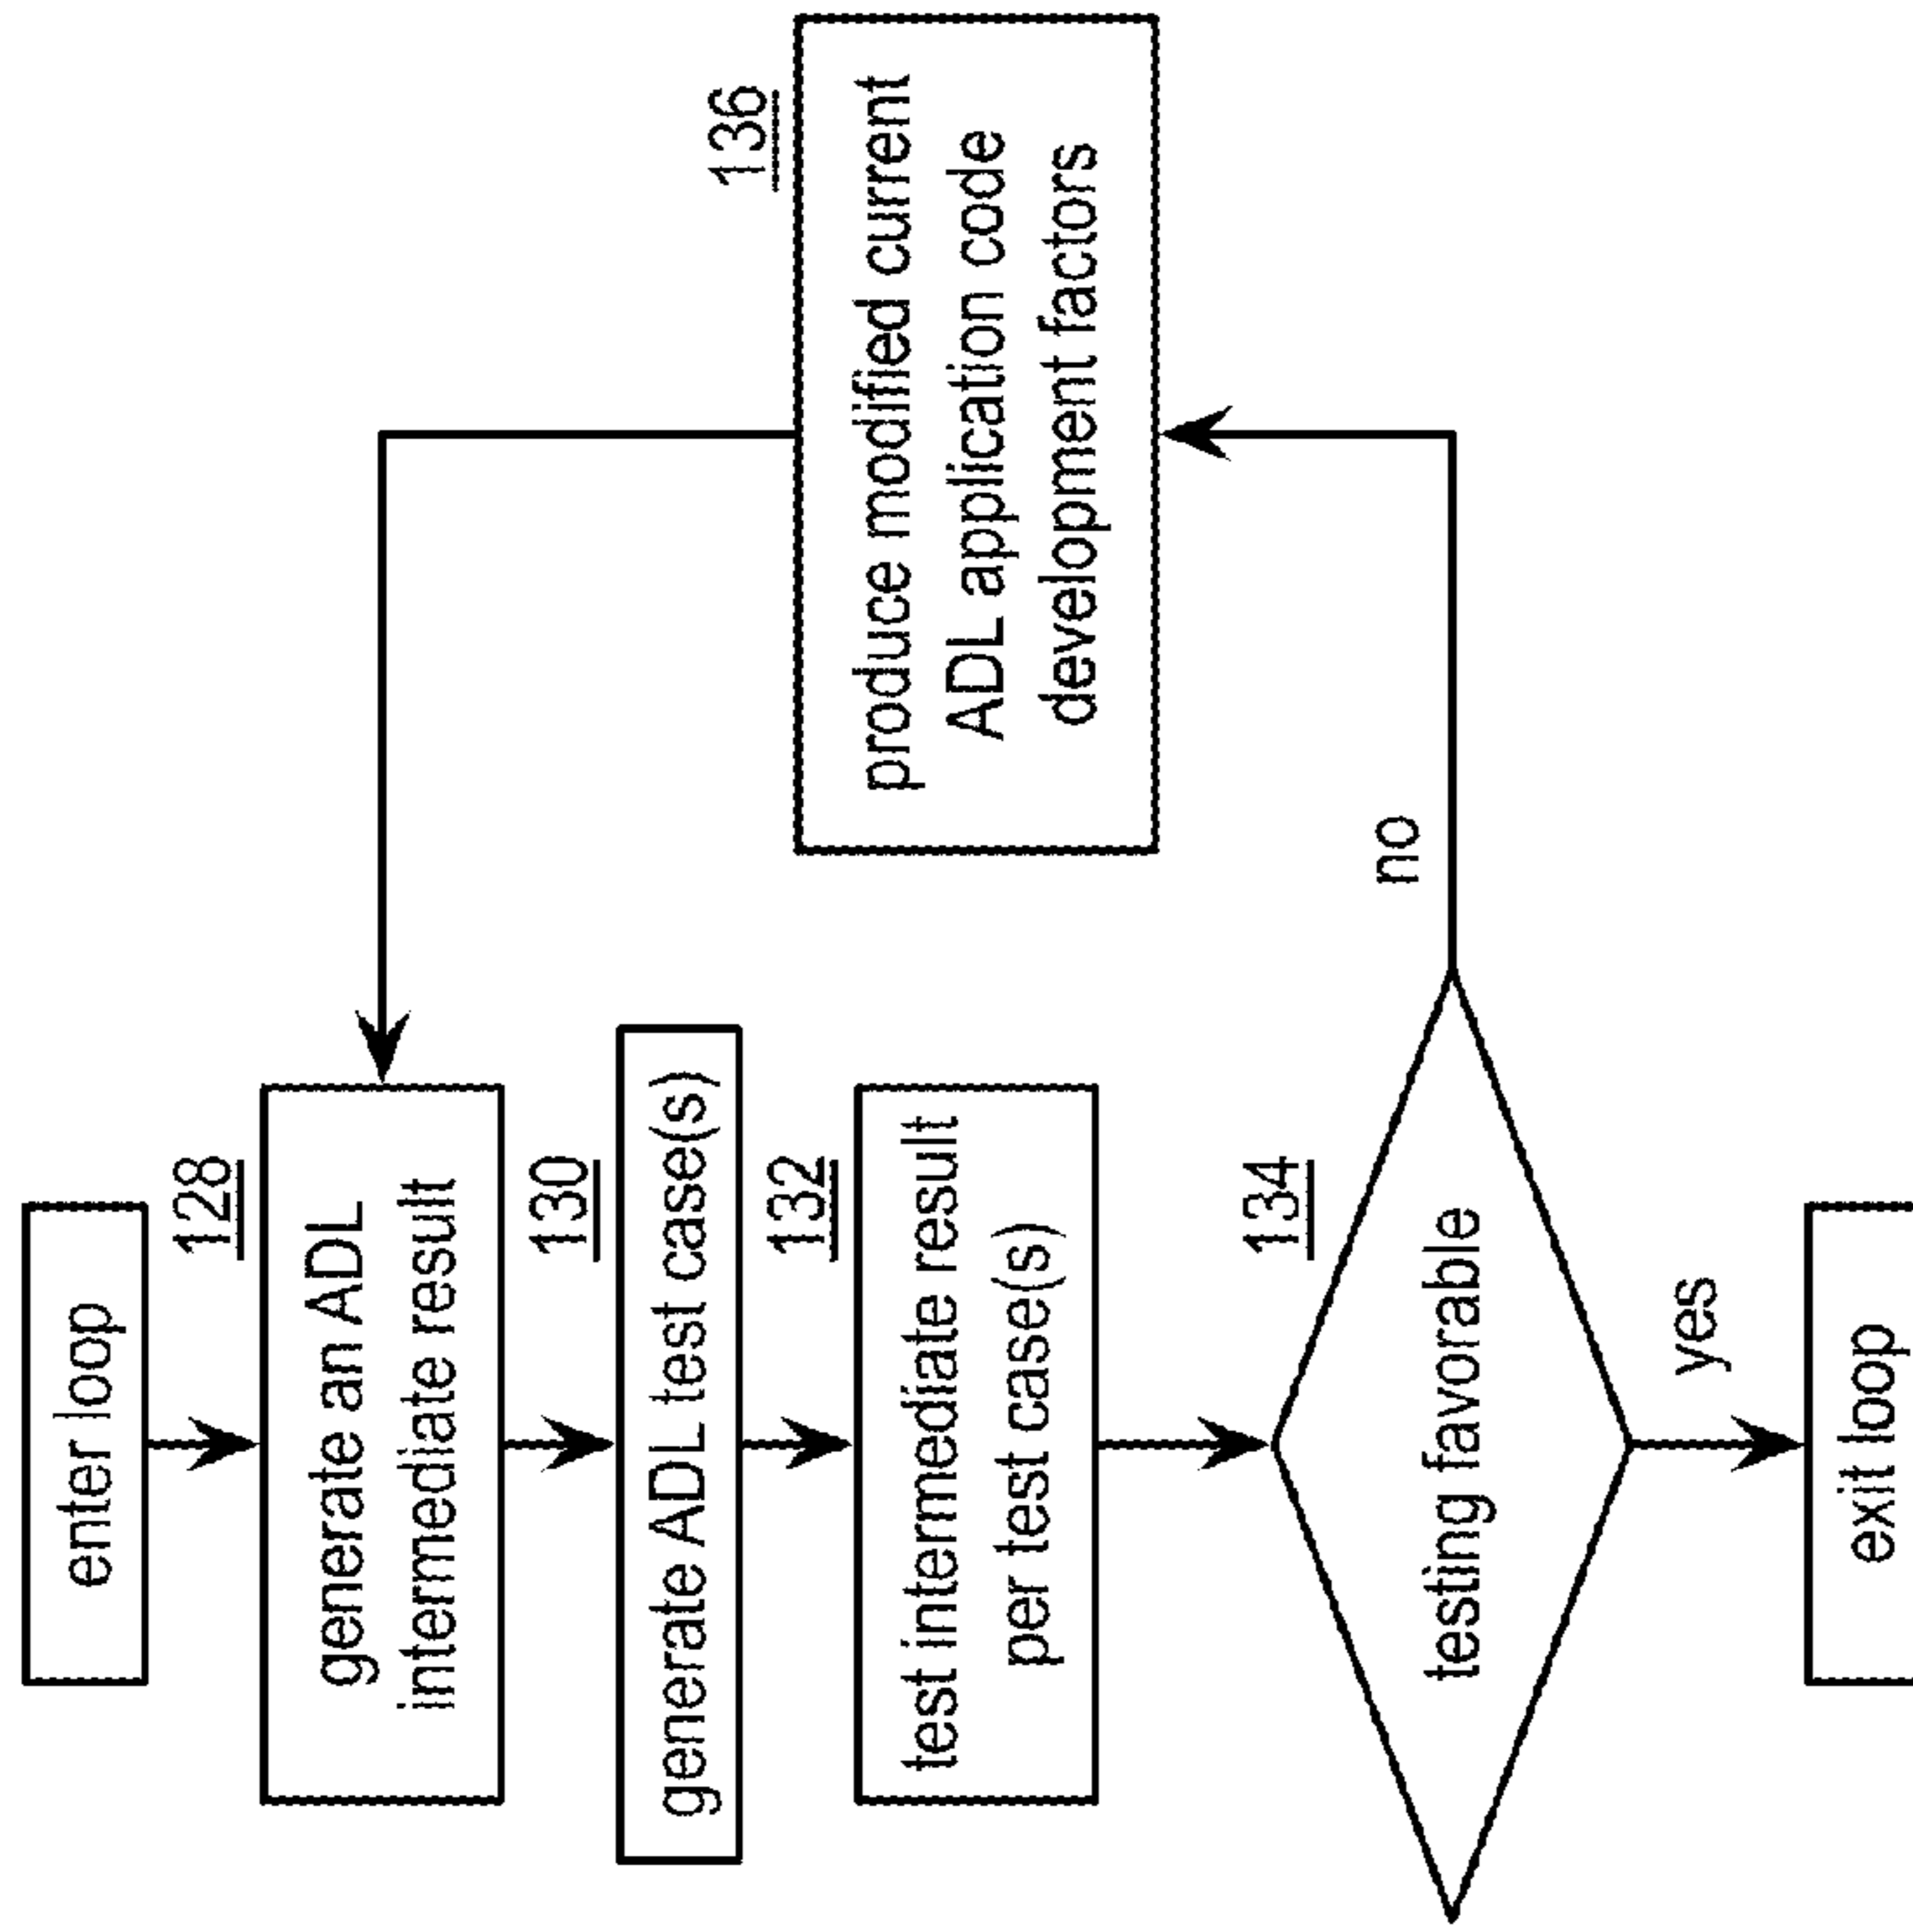 enter loop
128
generate an ADL
intermediate result
130
generate ADL test case(s)
132
test intermediate result
per test case(s)
134
testing favorable
no
136
produce modified current
ADL application code
development factors
yes
exit loop